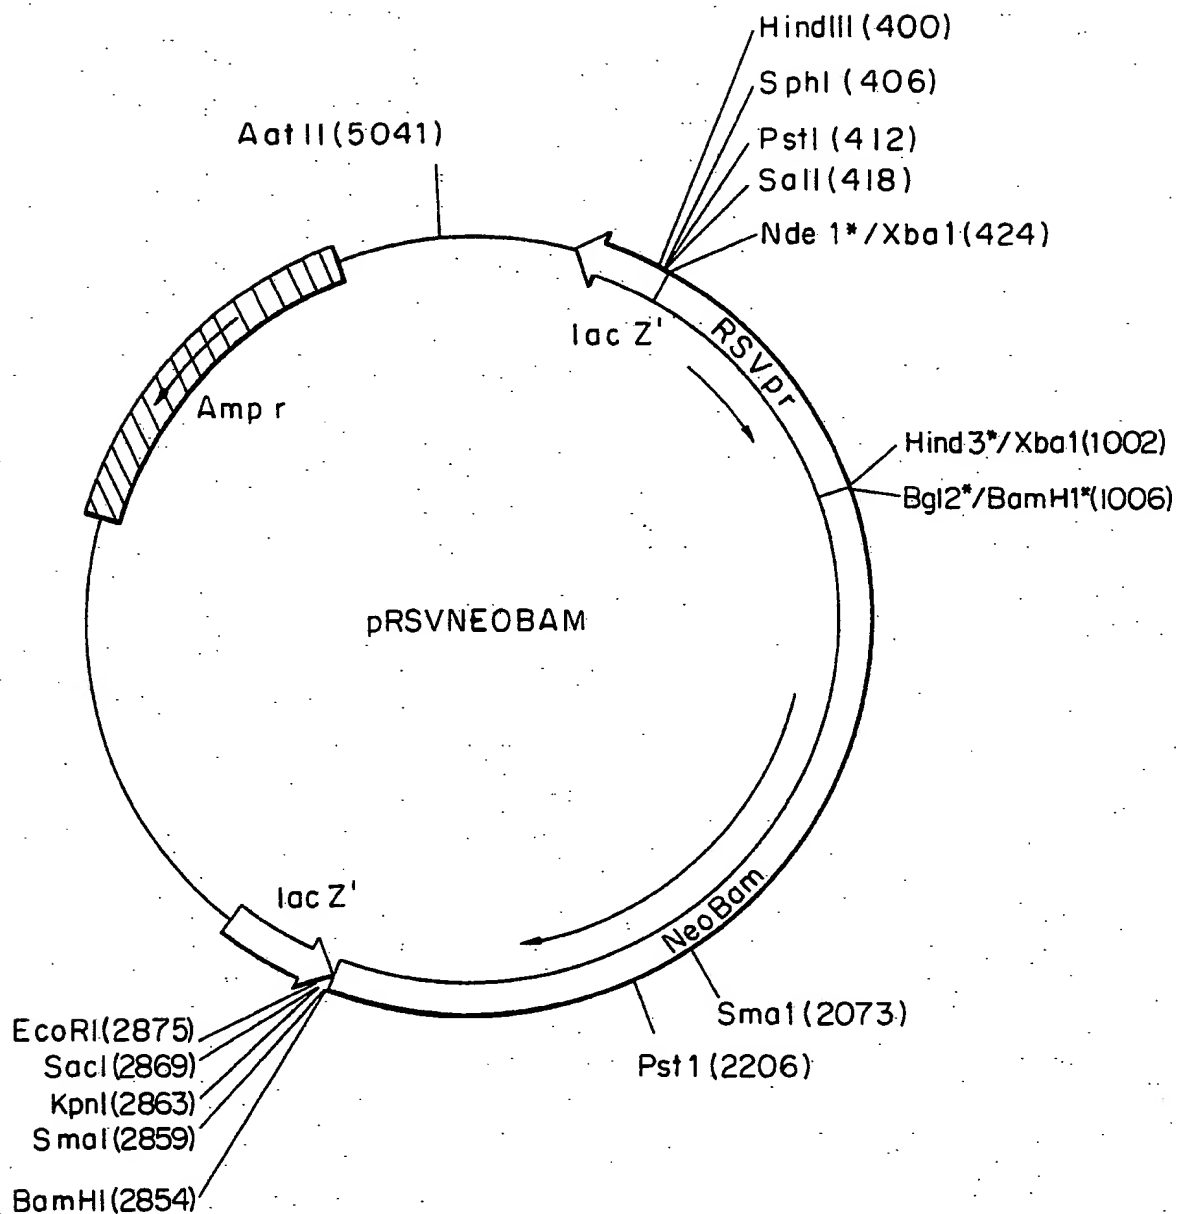 HindIII (400)
SphI (406)
Aat II (5041)
PstI (412)
SalI (418)
Nde 1*/Xba1 (424)
lac Z'
RSVpr
Amp r
Hind 3*/Xba1 (1002)
Bgl2*/BamH1* (1006)
pRSVNEOBAM
lac Z'
NeoBam
EcoRI (2875)
SacI (2869)
KpnI (2863)
SmaI (2859)
BamHI (2854)
Sma1 (2073)
Pst1 (2206)